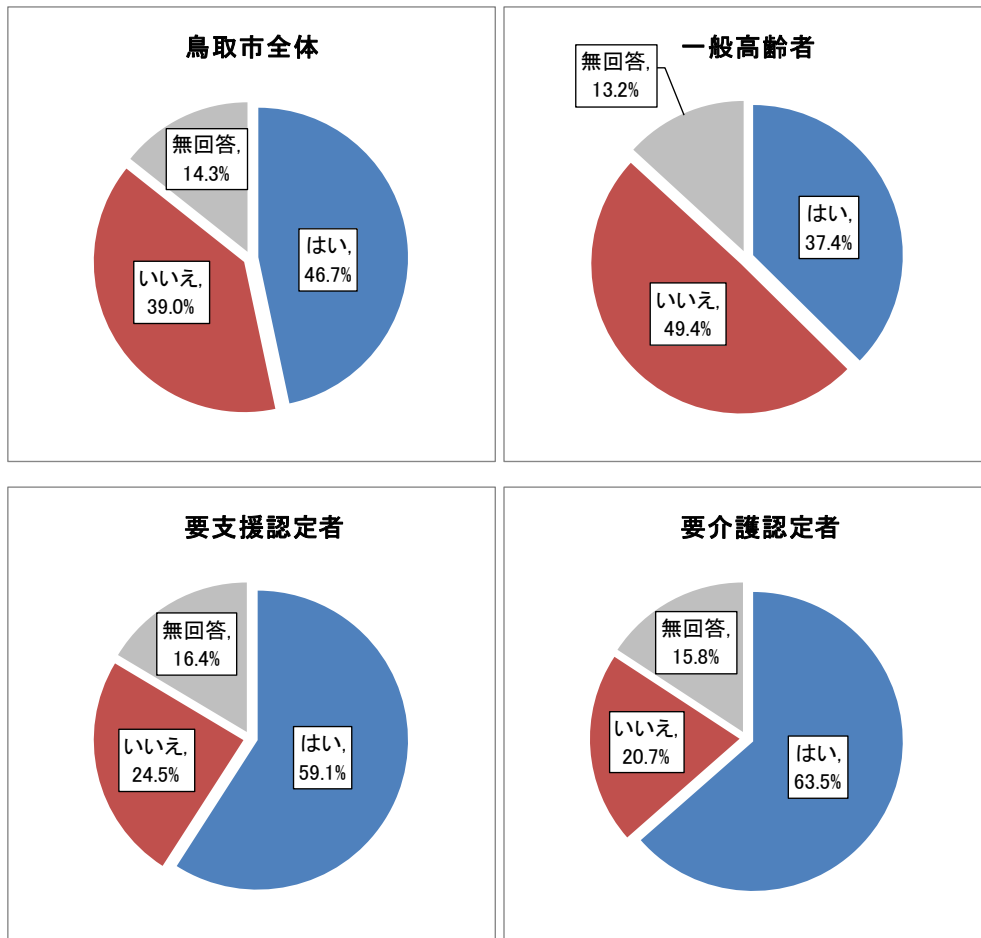 鳥取市全体
無回答,
14.3%
はい,
46.7%
いいえ,
39.0%
一般高齢者
無回答,
13.2%
はい,
37.4%
いいえ,
49.4%
要支援認定者
無回答,
16.4%
はい,
59.1%
いいえ,
24.5%
要介護認定者
無回答,
15.8%
はい,
63.5%
いいえ,
20.7%